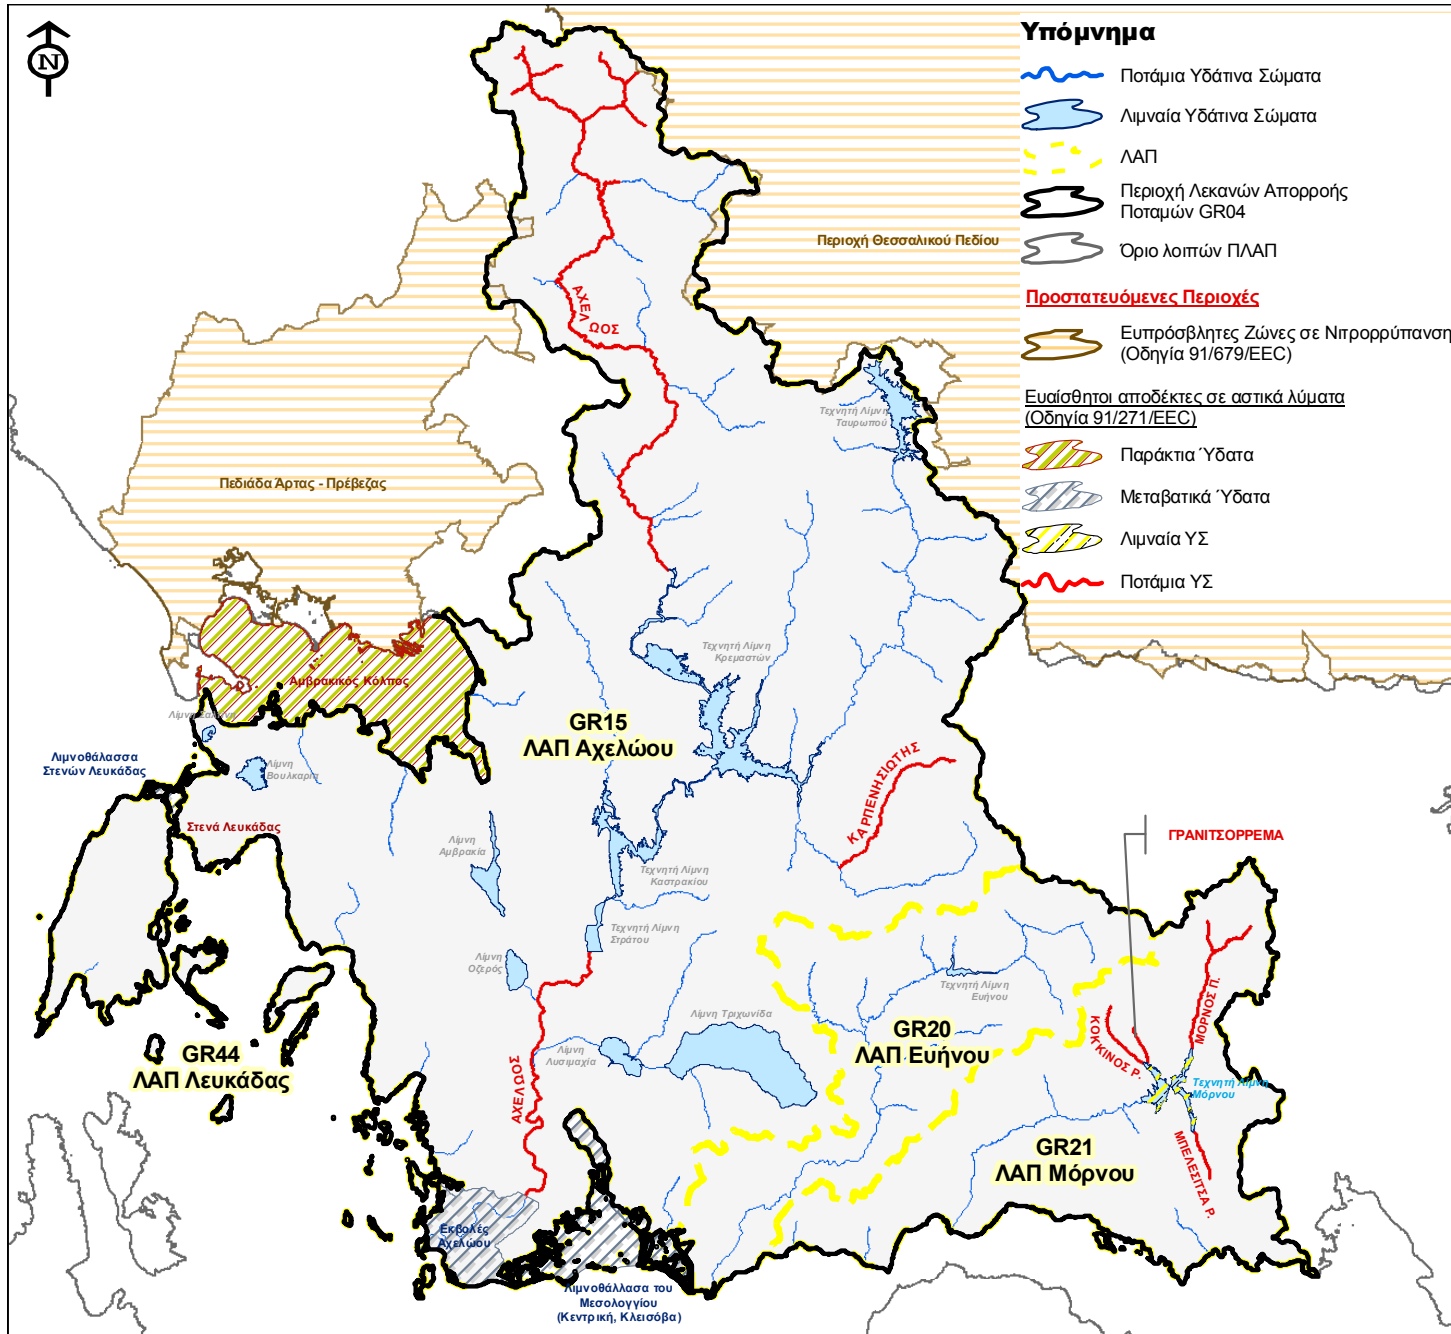 N
Υπόμνημα
Ποτάμια Υδάτινα Σώματα
Λιμναία Υδάτινα Σώματα
ΛΑΠ
Περιοχή Λεκανών Απορροής
Ποταμών GR04
Όριο λοιπών ΠΛΑΠ
Προστατευόμενες Περιοχές
Ευπρόσβλητες Ζώνες σε Νιτρορρύπανση
(Οδηγία 91/679/EEC)
Ευαίσθητοι αποδέκτες σε αστικά λύματα
(Οδηγία 91/271/EEC)
Παράκτια Ύδατα
Μεταβατικά Ύδατα
Λιμναία ΥΣ
Ποτάμια ΥΣ
Περιοχή Θεσσαλικού Πεδίου
ΑΧΕΛΩΟΣ
Τεχνητή Λίμνη
Ταυρωπού
Πεδιάδα Άρτας - Πρέβεζας
Τεχνητή Λίμνη
Κρεμαστών
Αμβρακικός Κόλπος
Λίμνη
GR15
ΛΑΠ Αχελώου
Λιμνοθάλασσα
Στενών Λευκάδας
Λίμνη
Βουλκαριά
ΚΑΡΠΕΝΗΣΙΩΤΗΣ
Στενά Λευκάδας
Λίμνη
Αμβρακία
ΓΡΑΝΙΤΣΟΡΡΕΜΑ
Τεχνητή Λίμνη
Καστρακίου
Τεχνητή Λίμνη
Στράτου
Λίμνη
Οζερός
Τεχνητή Λίμνη
Ευήνου
Λίμνη Τριχωνίδα
GR20
ΛΑΠ Ευήνου
ΜΟΡΝΟΣ Π.
ΚΟΚΚΙΝΟΣ Ρ.
Λίμνη
Λυσιμαχία
GR44
ΛΑΠ Λευκάδας
ΑΧΕΛΩΟΣ
Τεχνητή Λίμνη
Μόρνου
GR21
ΛΑΠ Μόρνου
ΜΠΕΛΕΣΙΤΣΑ Ρ.
Εκβολές
Αχελώου
Λιμνοθάλλασα του
Μεσολογγίου
(Κεντρική, Κλεισόβα)